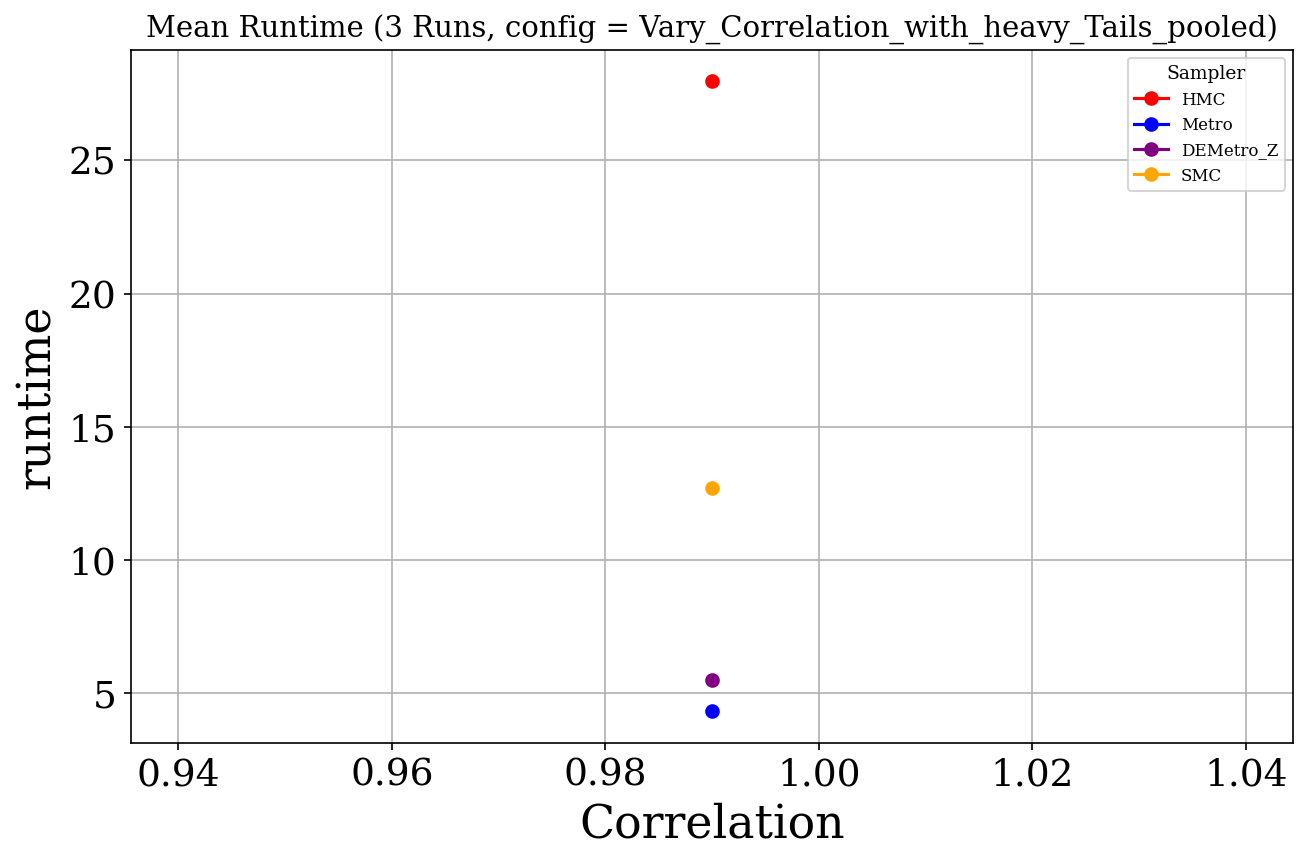 Mean Runtime (3 Runs, config = Vary_Correlation_with_heavy_Tails_pooled)
Sampler
HMC
Metro
DEMetro_Z
SMC
runtime
25
20
15
10
5
0.94 0.96 0.98 1.00 1.02 1.04
Correlation